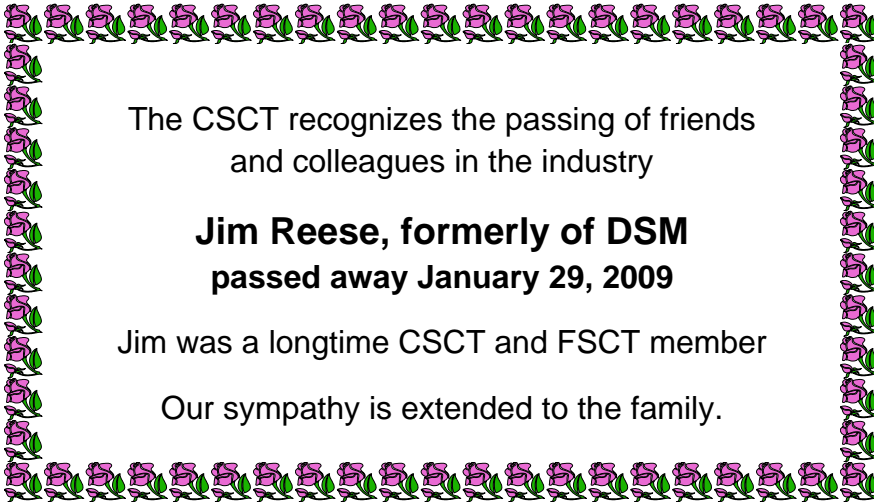 The CSCT recognizes the passing of friends
and colleagues in the industry
Jim Reese, formerly of DSM
passed away January 29, 2009
Jim was a longtime CSCT and FSCT member
Our sympathy is extended to the family.